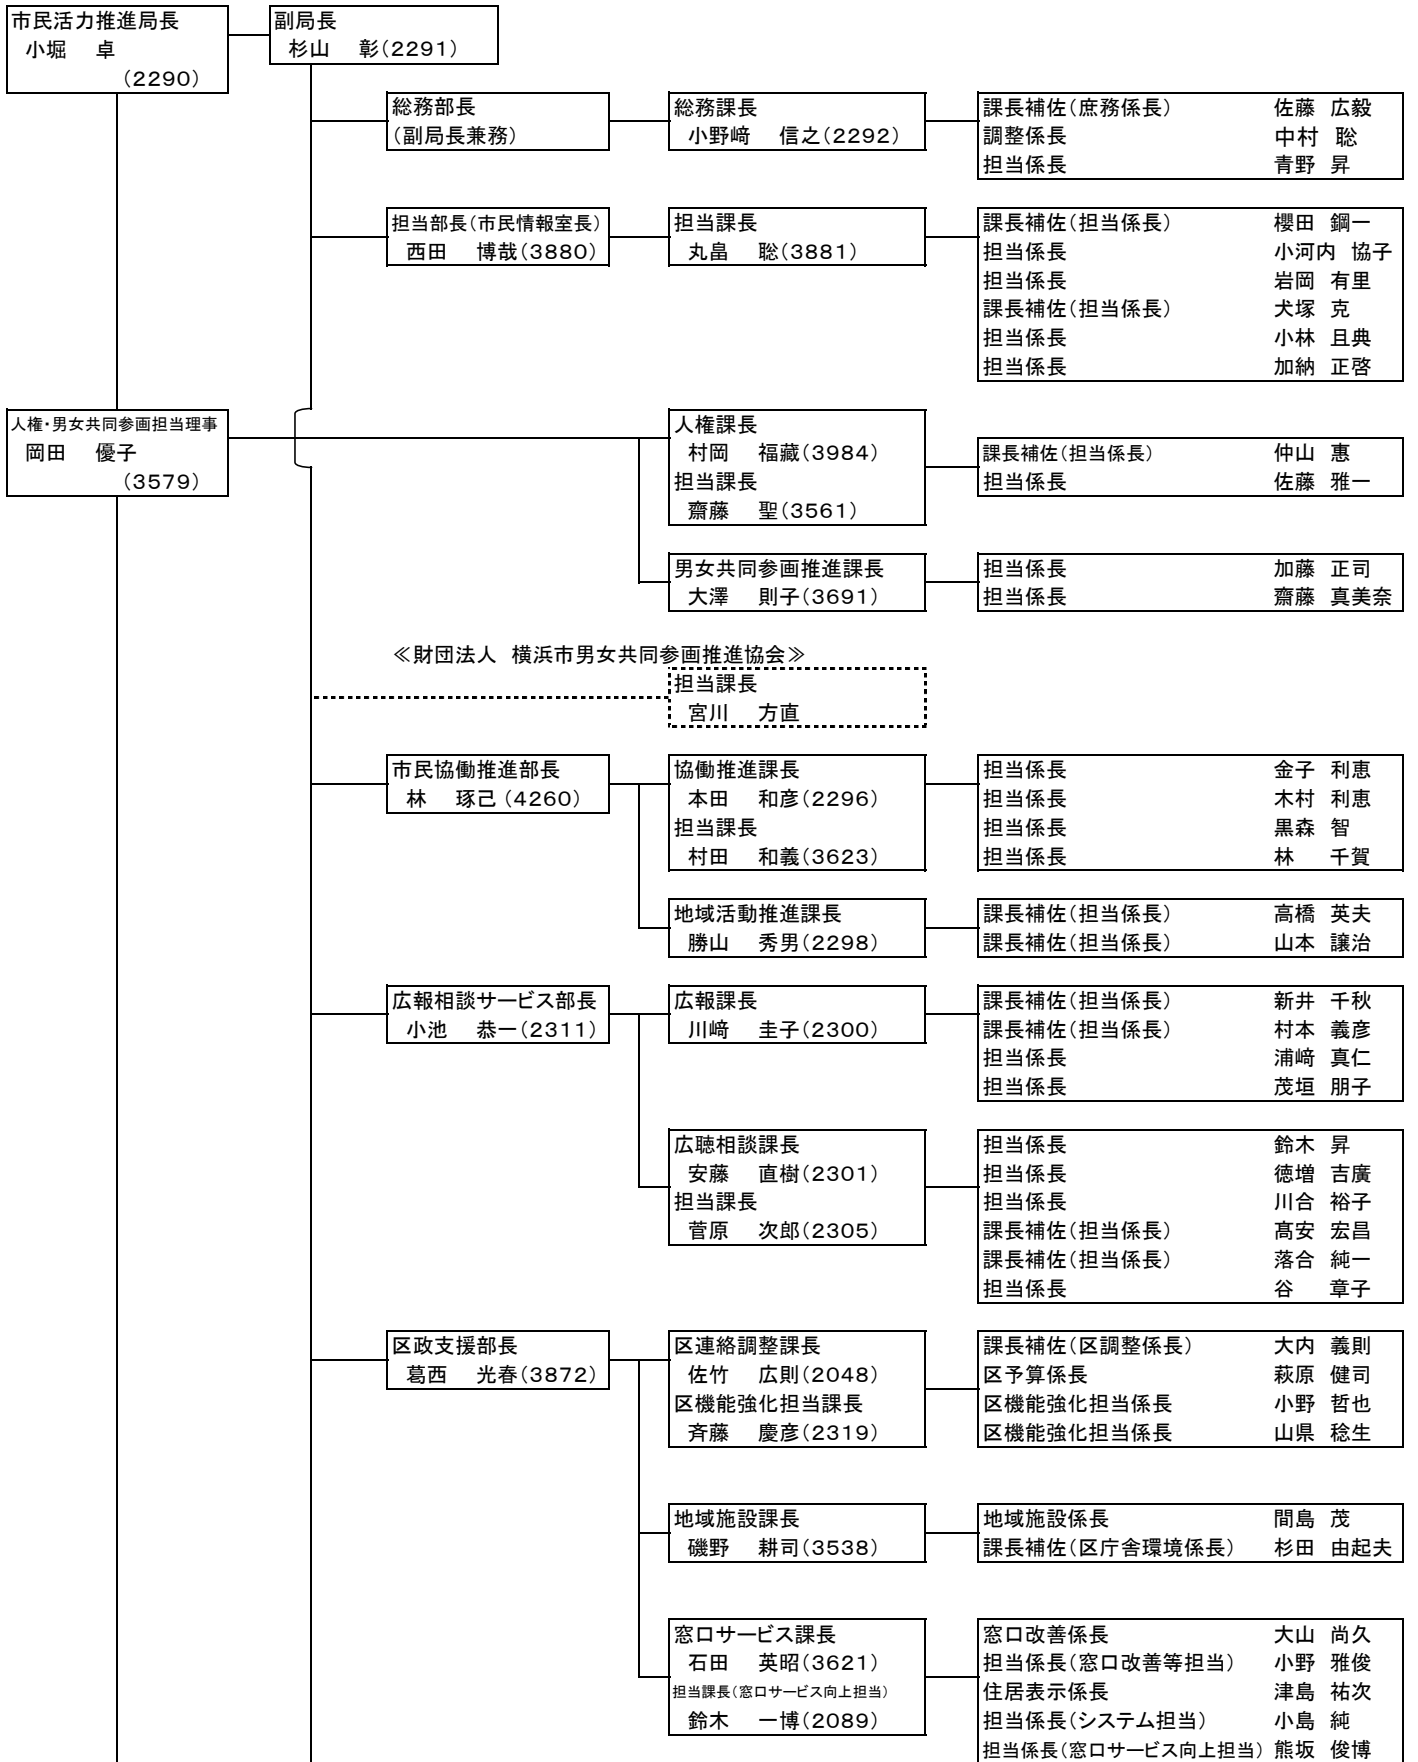 市民活力推進局長
小堀　卓
(2290)
副局長
杉山　彰(2291)
総務部長
(副局長兼務)
総務課長
小野﨑　信之(2292)
課長補佐(庶務係長)　佐藤　広毅
調整係長　中村　聡
担当係長　青野　昇
担当部長(市民情報室長)
西田　博哉(3880)
担当課長
丸畠　聡(3881)
課長補佐(担当係長)　櫻田　鋼一
担当係長　小河内　協子
担当係長　岩岡　有里
課長補佐(担当係長)　犬塚　克
担当係長　小林　且典
担当係長　加納　正啓
人権・男女共同参画担当理事
岡田　優子
(3579)
人権課長
村岡　福藏(3984)
担当課長
齋藤　聖(3561)
課長補佐(担当係長)　仲山　惠
担当係長　佐藤　雅一
男女共同参画推進課長
大澤　則子(3691)
担当係長　加藤　正司
担当係長　齋藤　真美奈
≪財団法人　横浜市男女共同参画推進協会≫
担当課長
宮川　方直
市民協働推進部長
林　琢己(4260)
協働推進課長
本田　和彦(2296)
担当課長
村田　和義(3623)
担当係長　金子　利恵
担当係長　木村　利恵
担当係長　黒森　智
担当係長　林　千賀
地域活動推進課長
勝山　秀男(2298)
課長補佐(担当係長)　高橋　英夫
課長補佐(担当係長)　山本　譲治
広報相談サービス部長
小池　恭一(2311)
広報課長
川﨑　圭子(2300)
課長補佐(担当係長)　新井　千秋
課長補佐(担当係長)　村本　義彦
担当係長　浦﨑　真仁
担当係長　茂垣　朋子
広聴相談課長
安藤　直樹(2301)
担当課長
菅原　次郎(2305)
担当係長　鈴木　昇
担当係長　徳増　吉廣
担当係長　川合　裕子
課長補佐(担当係長)　髙安　宏昌
課長補佐(担当係長)　落合　純一
担当係長　谷　章子
区政支援部長
葛西　光春(3872)
区連絡調整課長
佐竹　広則(2048)
区機能強化担当課長
斉藤　慶彦(2319)
課長補佐(区調整係長)　大内　義則
区予算係長　萩原　健司
区機能強化担当係長　小野　哲也
区機能強化担当係長　山県　稔生
地域施設課長
磯野　耕司(3538)
地域施設係長　間島　茂
課長補佐(区庁舎環境係長)　杉田　由起夫
窓口サービス課長
石田　英昭(3621)
担当課長(窓口サービス向上担当)
鈴木　一博(2089)
窓口改善係長　大山　尚久
担当係長(窓口改善等担当)　小野　雅俊
住居表示係長　津島　祐次
担当係長(システム担当)　小島　純
担当係長(窓口サービス向上担当)　熊坂　俊博